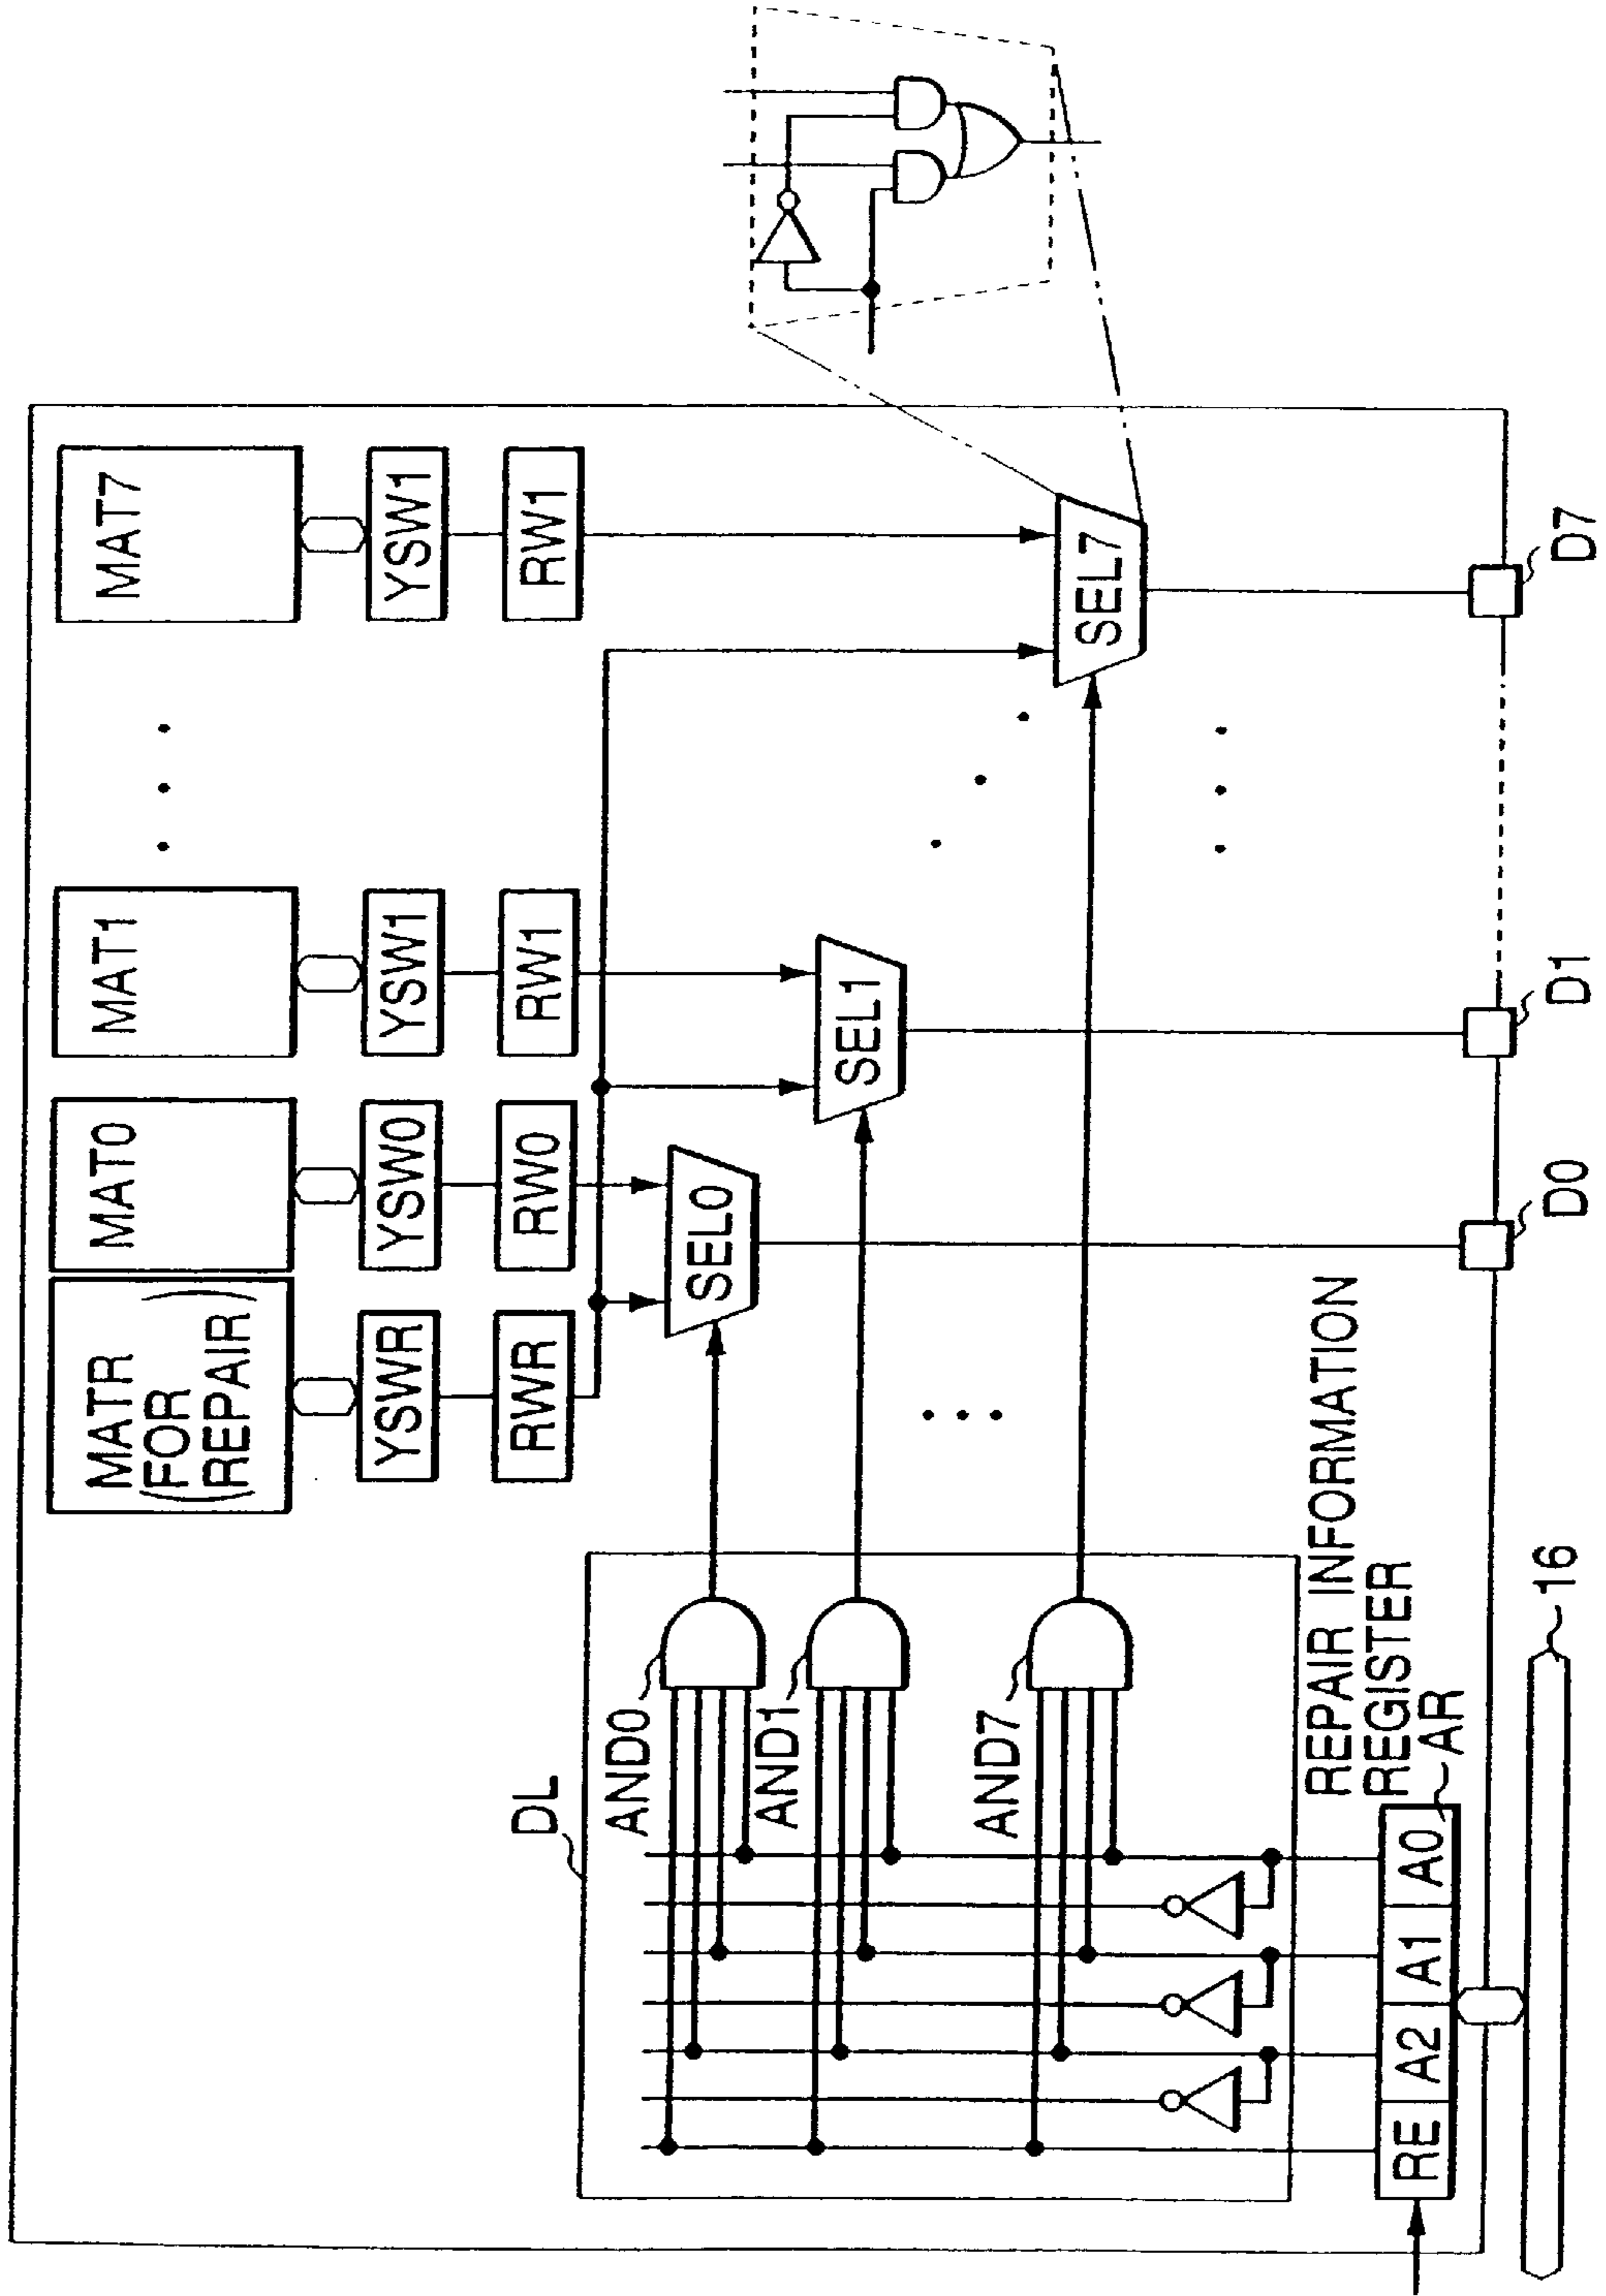 MATR
(FOR
REPAIR)
MAT0
MAT1
MAT7
YSWR
YSW0
YSW1
YSW1
RWR
RW0
RW1
RW1
SEL0
SEL1
SEL7
DL
AND0
AND1
AND7
REPAIR INFORMATION
REGISTER
AR
RE
A2
A1
A0
D0
D1
D7
16